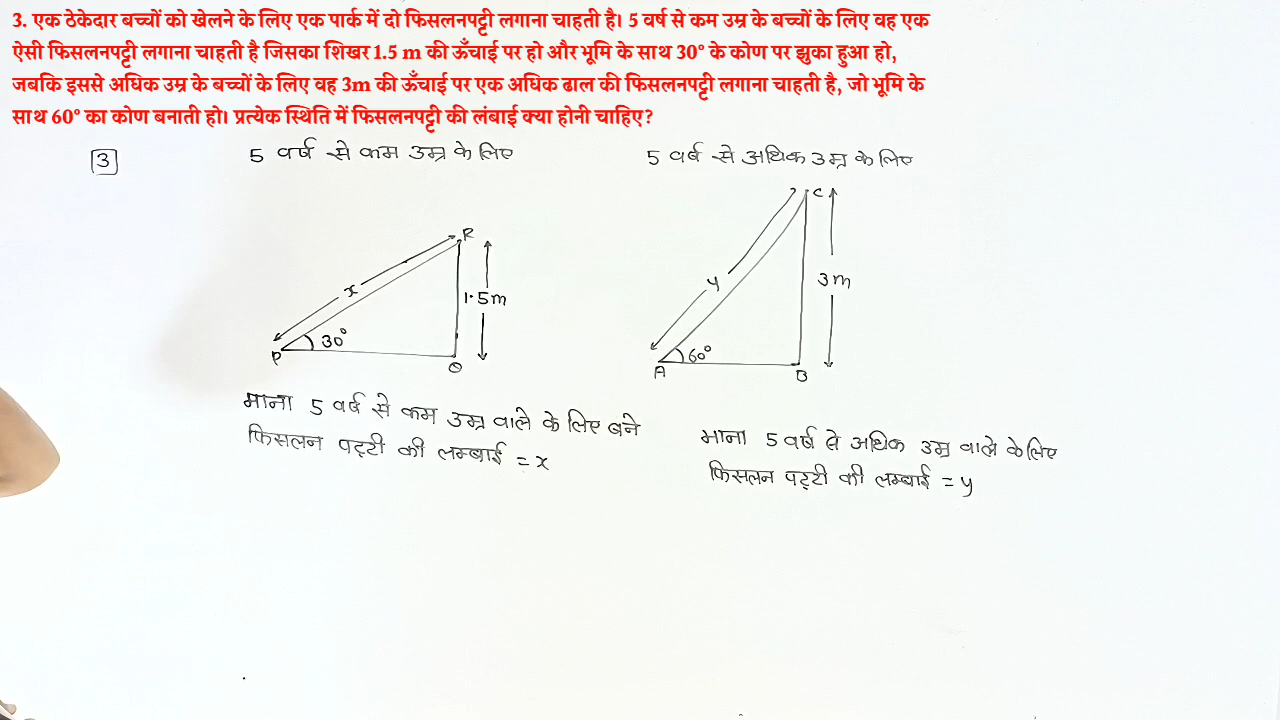 3. एक ठेकेदार बच्चों को खेलने के लिए एक पार्क में दो फिसलनपट्टी लगाना चाहती है। 5 वर्ष से कम उम्र के बच्चों के लिए वह एक
ऐसी फिसलनपट्टी लगाना चाहती है जिसका शिखर 1.5 m की ऊँचाई पर हो और भूमि के साथ 30° के कोण पर झुका हुआ हो,
जबकि इससे अधिक उम्र के बच्चों के लिए वह 3m की ऊँचाई पर एक अधिक ढाल की फिसलनपट्टी लगाना चाहती है, जो भूमि के
साथ 60° का कोण बनाती हो। प्रत्येक स्थिति में फिसलनपट्टी की लंबाई क्या होनी चाहिए?
3
5 वर्ष से कम उम्र के लिए
R
x
1.5m
30°
P
Q
माना 5 वर्ष से कम उम्र वाले के लिए बने
फिसलन पट्टी की लम्बाई = x
5 वर्ष से अधिक उम्र के लिए
C
y
3m
60°
A
B
माना 5 वर्ष से अधिक उम्र वाले के लिए
फिसलन पट्टी की लम्बाई = y